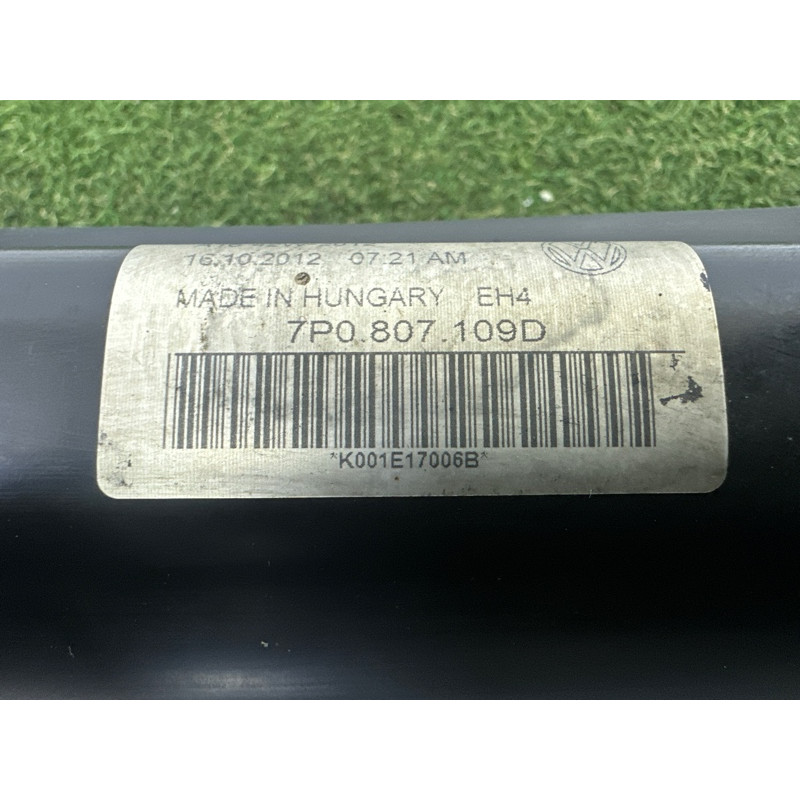 16.10.2012 07:21 AM
MADE IN HUNGARY EH4
7P0.807.109D
*K001E17006B*